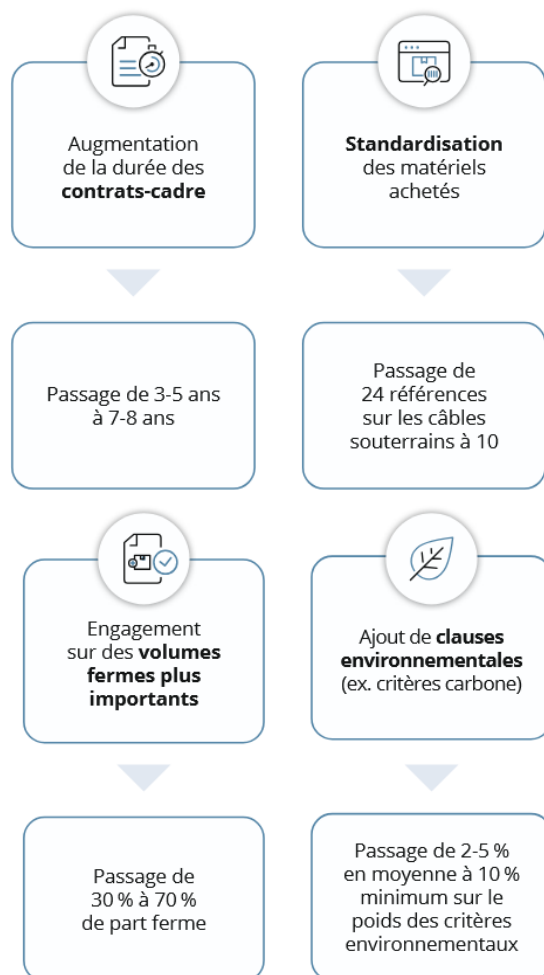 Augmentation
de la durée des
contrats-cadre
Standardisation
des matériels
achetés
Passage de 3-5 ans
à 7-8 ans
Passage de
24 références
sur les câbles
souterrains à 10
Engagement
sur des volumes
fermes plus
importants
Ajout de clauses
environnementales
(ex. critères carbone)
Passage de
30 % à 70 %
de part ferme
Passage de 2-5 %
en moyenne à 10 %
minimum sur le
poids des critères
environnementaux